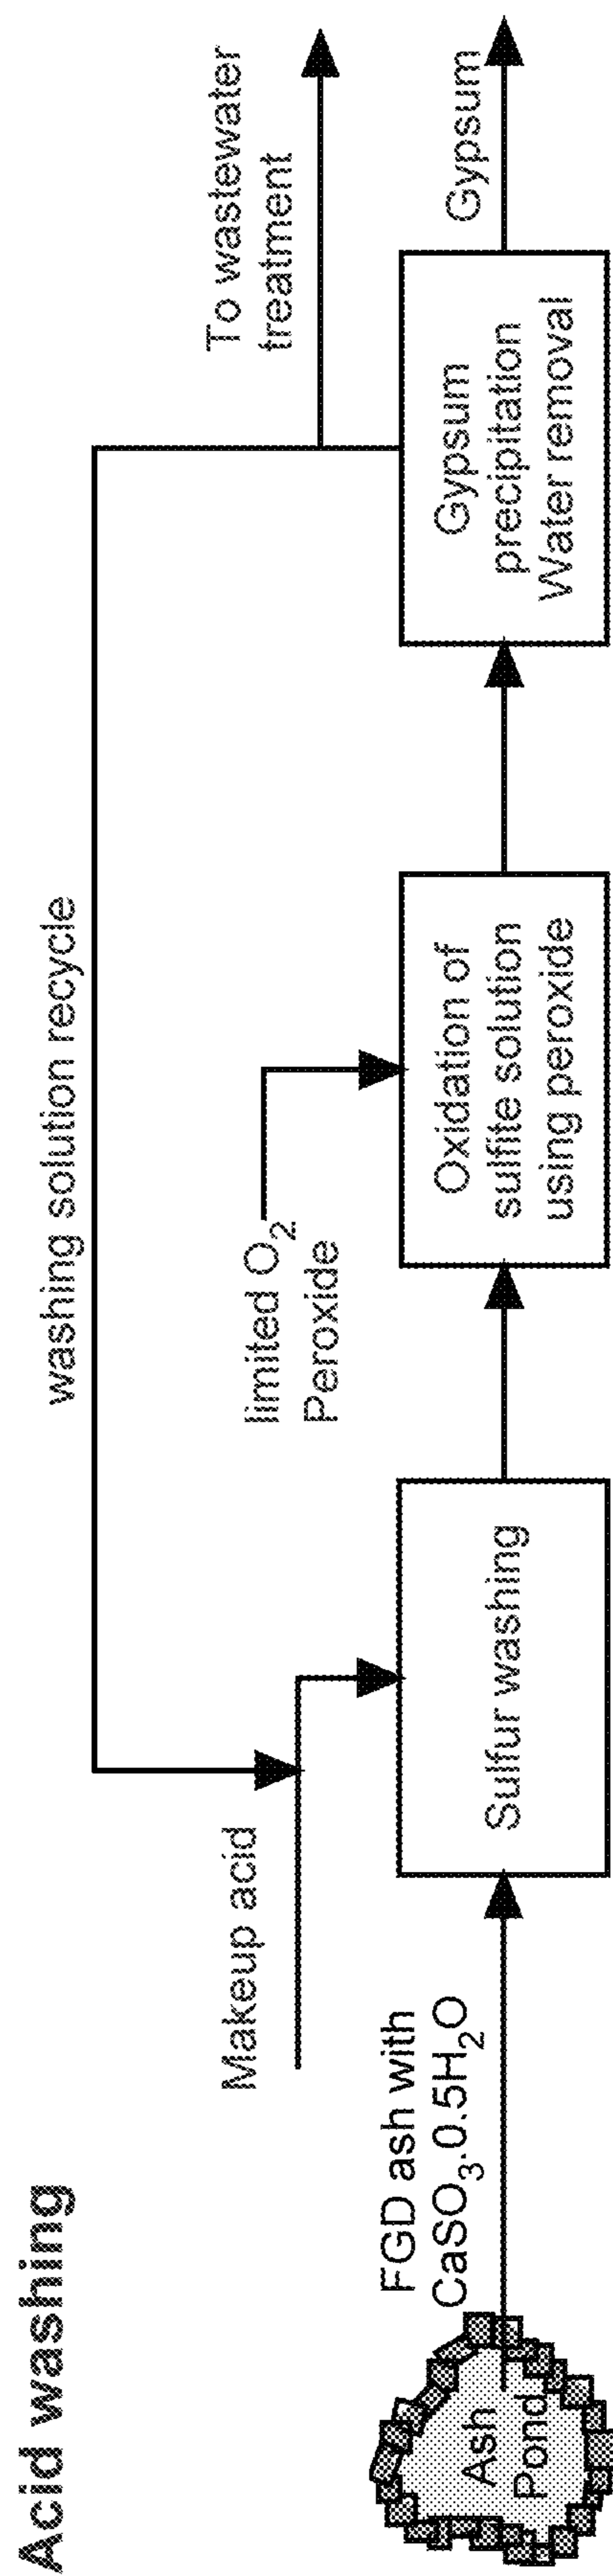 Acid washing
washing solution recycle
To wastewater
treatment
Makeup acid
limited O₂
Peroxide
FGD ash with
CaSO₃.0.5H₂O
Ash
Pond
Sulfur washing
Oxidation of
sulfite solution
using peroxide
Gypsum
precipitation
Water removal
Gypsum